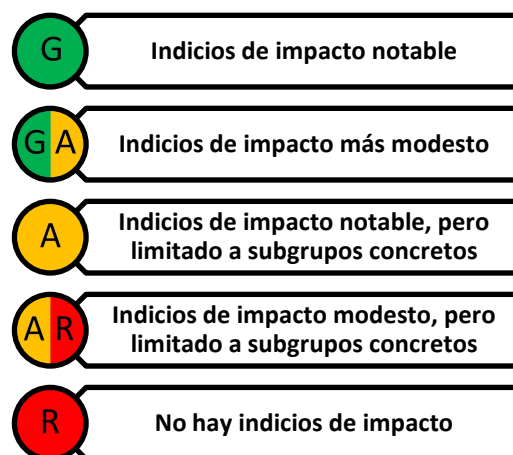 G
Indicios de impacto notable
G A
Indicios de impacto más modesto
A
Indicios de impacto notable, pero
limitado a subgrupos concretos
A R
Indicios de impacto modesto, pero
limitado a subgrupos concretos
R
No hay indicios de impacto